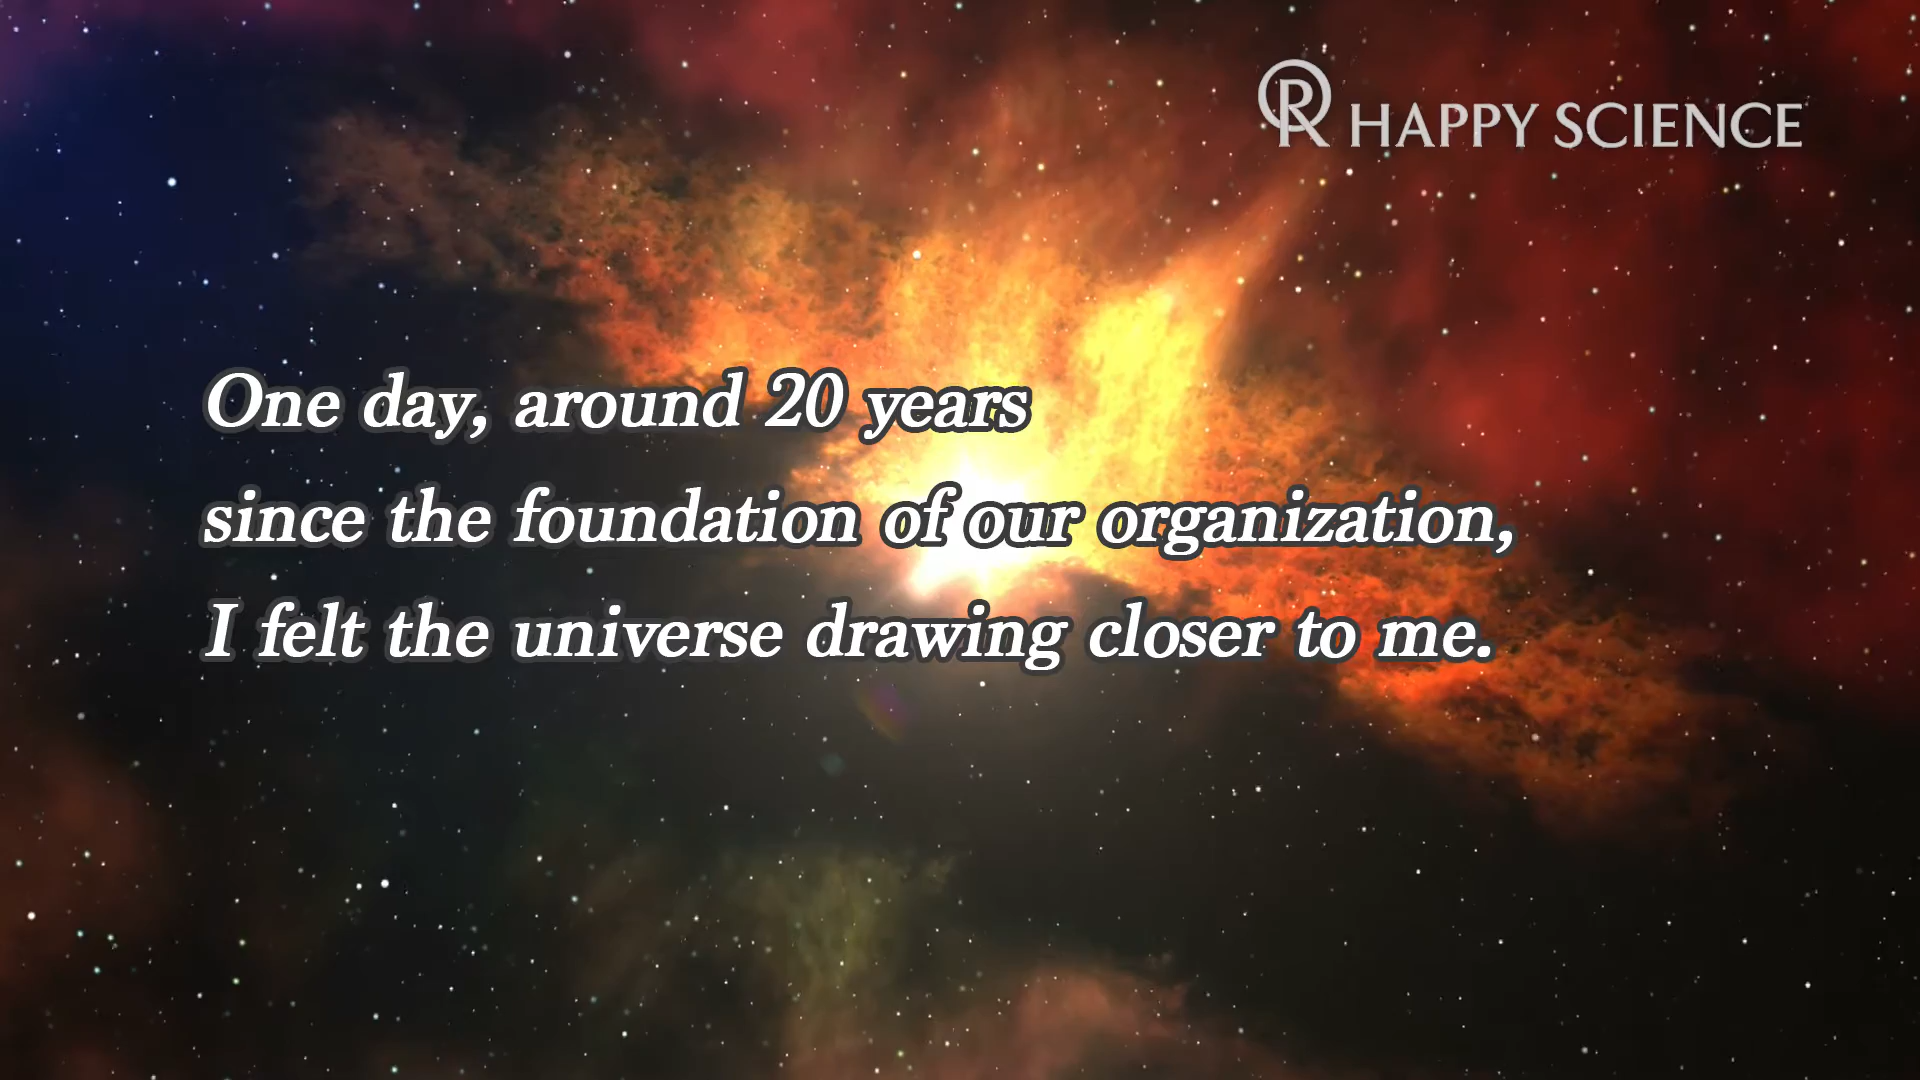 HAPPY SCIENCE
One day, around 20 years
since the foundation of our organization,
I felt the universe drawing closer to me.